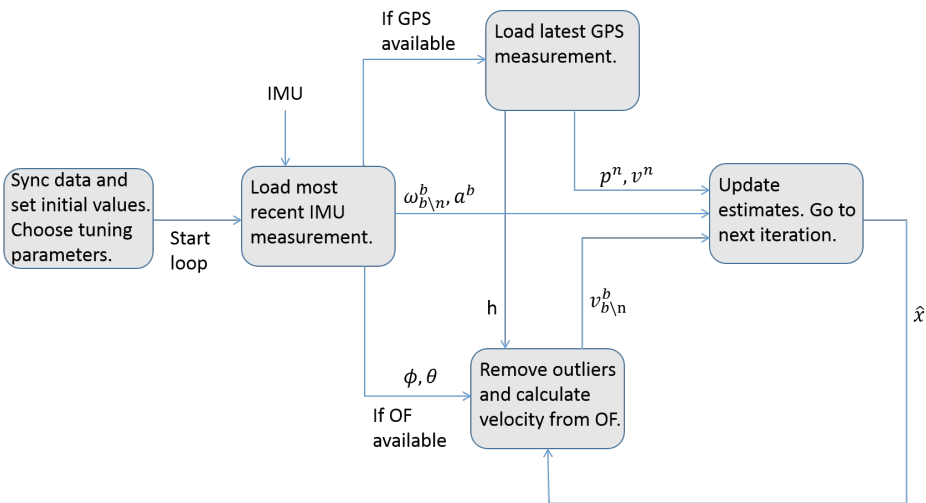 If GPS
available
Load latest GPS
measurement.
IMU
Sync data and
set initial values.
Choose tuning
parameters.
Start
loop
Load most
recent IMU
measurement.
ω^b_{b\n}, a^b
p^n, v^n
Update
estimates. Go to
next iteration.
h
v^b_{b\n}
x̂
ϕ, θ
If OF
available
Remove outliers
and calculate
velocity from OF.